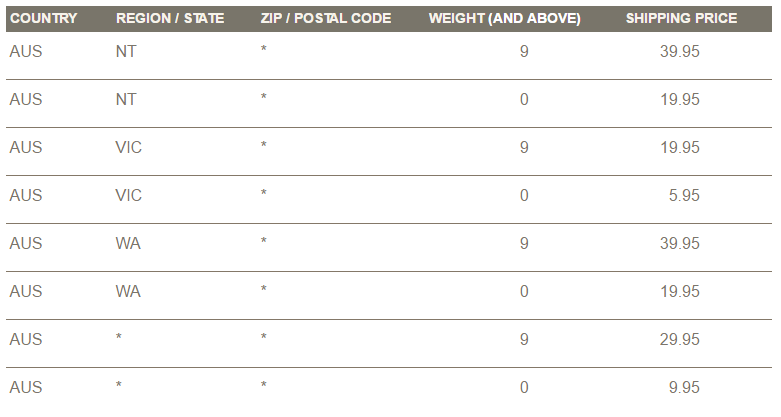 COUNTRY REGION / STATE ZIP / POSTAL CODE WEIGHT (AND ABOVE) SHIPPING PRICE
AUS NT * 9 39.95
AUS NT * 0 19.95
AUS VIC * 9 19.95
AUS VIC * 0 5.95
AUS WA * 9 39.95
AUS WA * 0 19.95
AUS * * 9 29.95
AUS * * 0 9.95